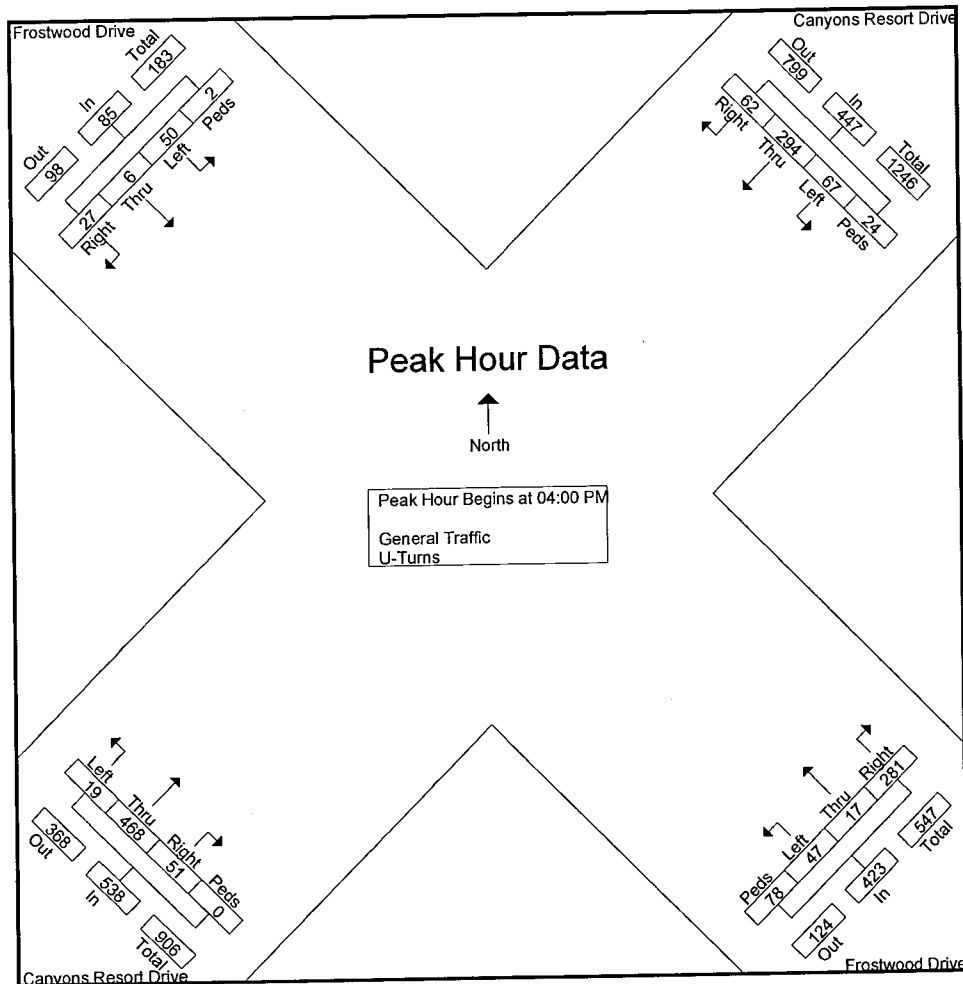 Frostwood Drive
Total
183
In
85
Out
98
2
Peds
50
Left
6
Thru
27
Right
Canyons Resort Drive
Out
799
In
447
Total
1246
62
Right
294
Thru
67
Left
24
Peds
Peak Hour Data
North
Peak Hour Begins at 04:00 PM
General Traffic
U-Turns
Left
19
Thru
468
Right
51
Peds
0
368
Out
538
In
906
Total
Canyons Resort Drive
Right
281
Thru
17
Left
47
Peds
78
547
Total
423
In
124
Out
Frostwood Drive